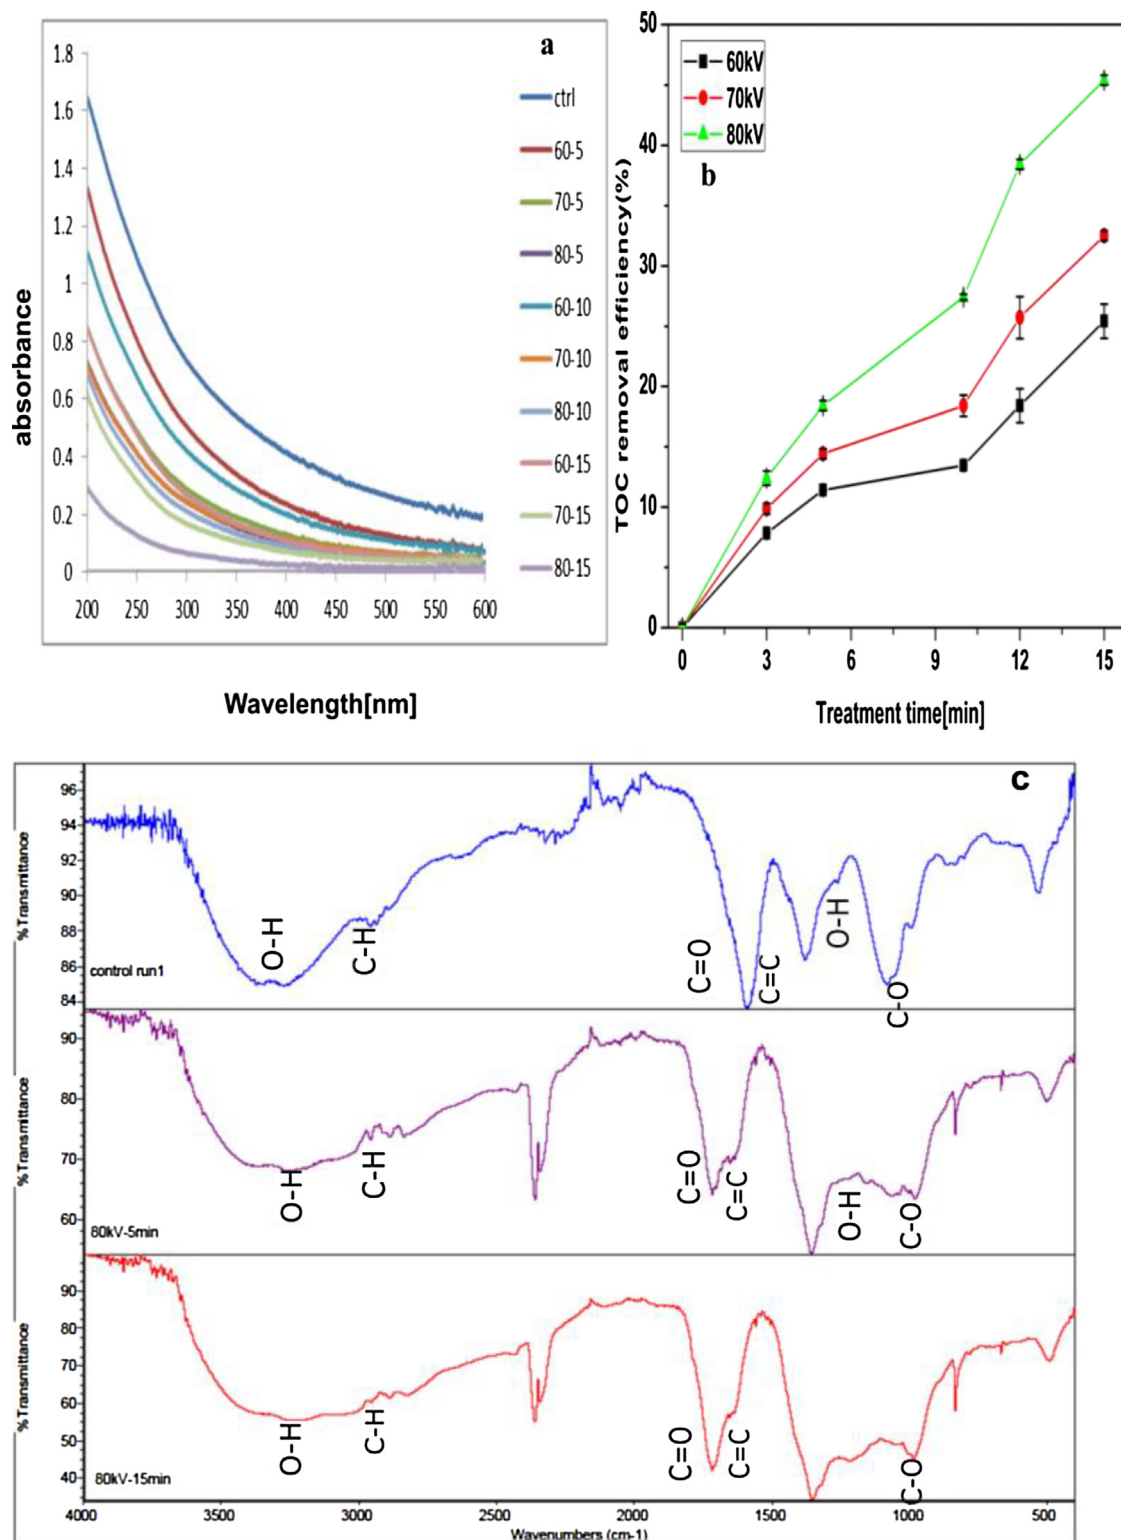 a
1.8
1.6
1.4
1.2
1
0.8
0.6
0.4
0.2
0
absorbance
200 250 300 350 400 450 500 550 600
Wavelength[nm]
ctrl
60-5
70-5
80-5
60-10
70-10
80-10
60-15
70-15
80-15
50
40
30
20
10
0
TOC removal efficiency(%)
60kV
70kV
80kV
b
0 3 6 9 12 15
Treatment time[min]
c
96
94
92
90
88
86
84
%Transmittance
control run1
O-H
C-H
C=O
C=C
O-H
C-O
90
80
70
60
%Transmittance
80kV-5min
O-H
C-H
C=O
C=C
O-H
C-O
90
80
70
60
50
40
%Transmittance
80kV-15min
O-H
C-H
C=O
C=C
C-O
4000 3500 3000 2500 2000 1500 1000 500
Wavenumbers (cm-1)